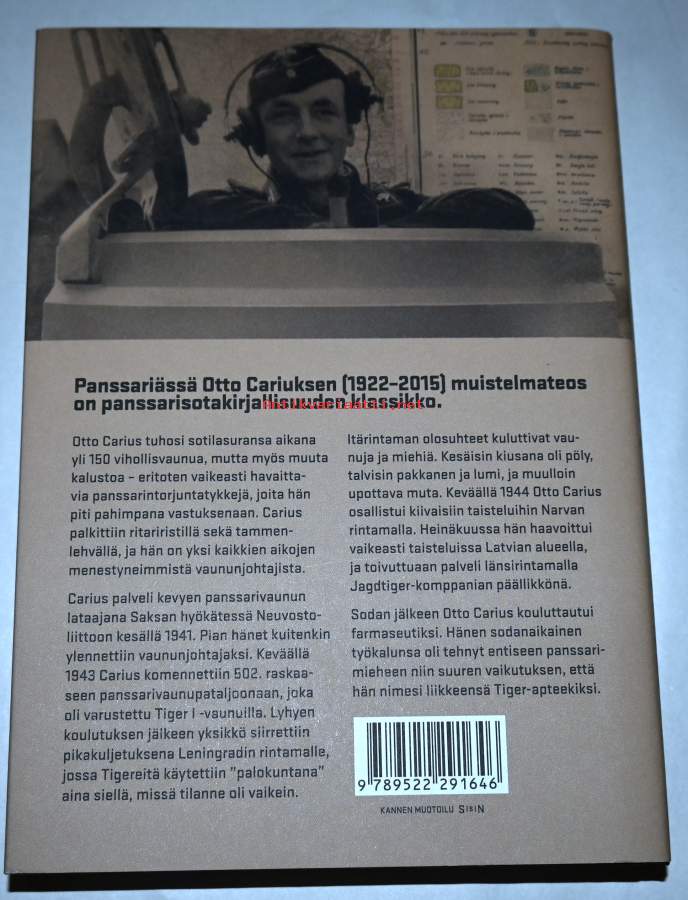 Panssariässä Otto Cariuksen (1922–2015) muistelmateos
on panssarisotakirjallisuuden klassikko.
Antikvariaatti.net
Otto Carius tuhosi sotilasuransa aikana
yli 150 vihollisvaunua, mutta myös muuta
kalustoa – eritoten vaikeasti havaitta-
via panssarintorjuntatykkejä, joita hän
piti pahimpana vastuksenaan. Carius
palkittiin ritariristillä sekä tammen-
lehvällä, ja hän on yksi kaikkien aikojen
menestyneimmistä vaununjohtajista.
Carius palveli kevyen panssarivaunun
lataajana Saksan hyökätessä Neuvosto-
liittoon kesällä 1941. Pian hänet kuitenkin
ylennettiin vaununjohtajaksi. Keväällä
1943 Carius komennettiin 502. raskaa-
seen panssarivaunupataljoonaan, joka
oli varustettu Tiger I -vaunuilla. Lyhyen
koulutuksen jälkeen yksikkö siirrettiin
pikakuljetuksena Leningradin rintamalle,
jossa Tigereitä käytettiin ”palokuntana”
aina siellä, missä tilanne oli vaikein.
Itärintaman olosuhteet kuluttivat vau-
nuja ja miehiä. Kesäisin kiusana oli pöly,
talvisin pakkanen ja lumi, ja muulloin
upottava muta. Keväällä 1944 Otto Carius
osallistui kiivaisiin taisteluihin Narvan
rintamalla. Heinäkuussa hän haavoittui
vaikeasti taisteluissa Latvian alueella,
ja toivuttuaan palveli länsirintamalla
Jagdtiger-komppanian päällikkönä.
Sodan jälkeen Otto Carius kouluttautui
farmaseutiksi. Hänen sodanaikainen
työkalunsa oli tehnyt entiseen panssari-
mieheen niin suuren vaikutuksen, että
hän nimesi liikkeensä Tiger-apteekiksi.
9 789522 291646
KANNEN MUOTOILU SISIN